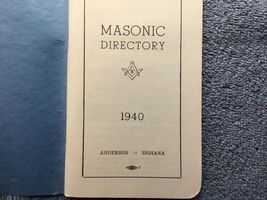 MASONIC
DIRECTORY
1940
ANDERSON :: INDIANA